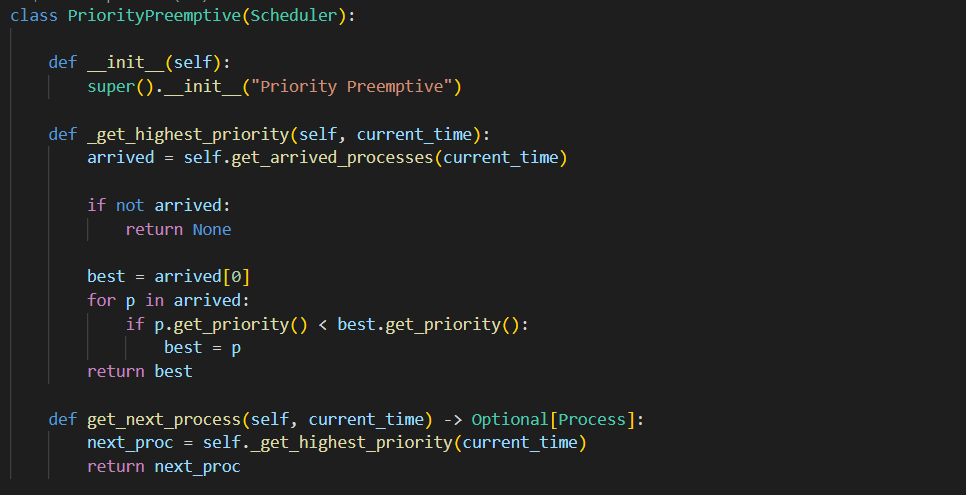 class PriorityPreemptive(Scheduler):
    def __init__(self):
        super().__init__("Priority Preemptive")
    def _get_highest_priority(self, current_time):
        arrived = self.get_arrived_processes(current_time)
        if not arrived:
            return None
        best = arrived[0]
        for p in arrived:
            if p.get_priority() < best.get_priority():
                best = p
        return best
    def get_next_process(self, current_time) -> Optional[Process]:
        next_proc = self._get_highest_priority(current_time)
        return next_proc